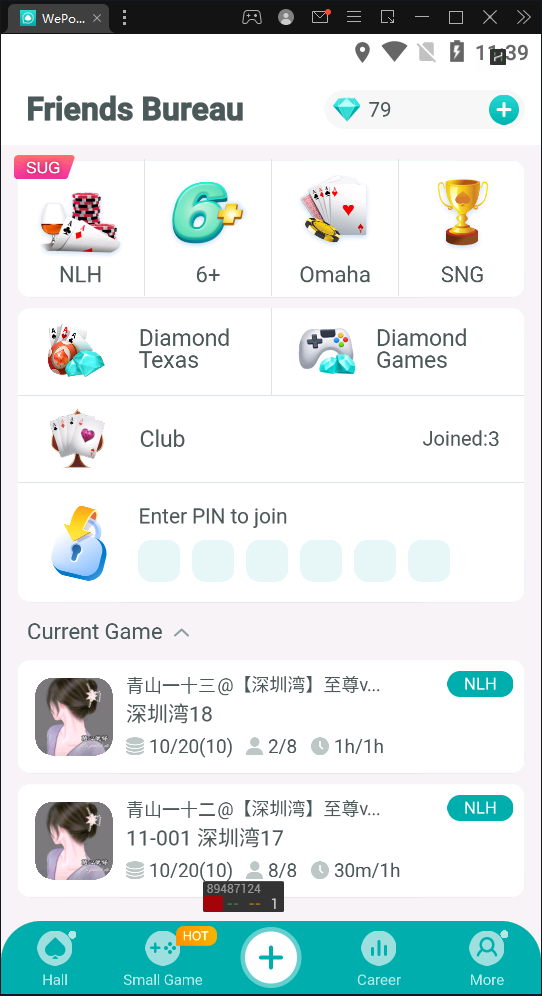 WePo...
11:39
Friends Bureau
79
SUG
NLH
6+
Omaha
SNG
Diamond
Texas
Diamond
Games
Club
Joined:3
Enter PIN to join
Current Game
青山一十三@【深圳湾】至尊v...
NLH
深圳湾18
10/20(10) 2/8 1h/1h
青山一十二@【深圳湾】至尊v...
NLH
11-001 深圳湾17
10/20(10) 8/8 30m/1h
89487124
-- -- 1
HOT
Hall
Small Game
Career
More